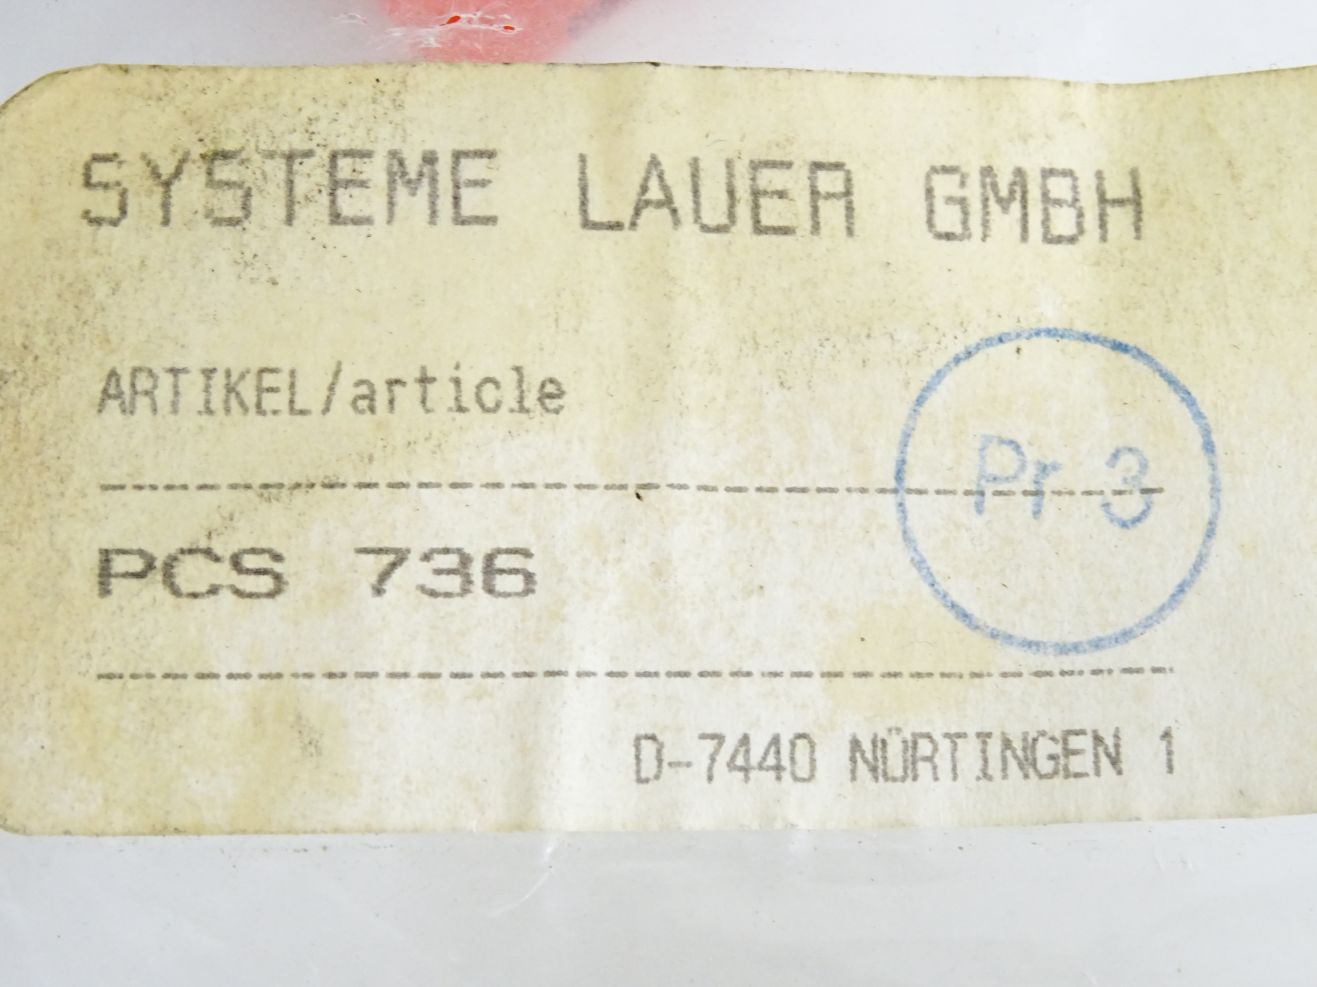 SYSTEME LAUER GMBH
ARTIKEL/article
Pr 3
PCS 736
D-7440 NÜRTINGEN 1